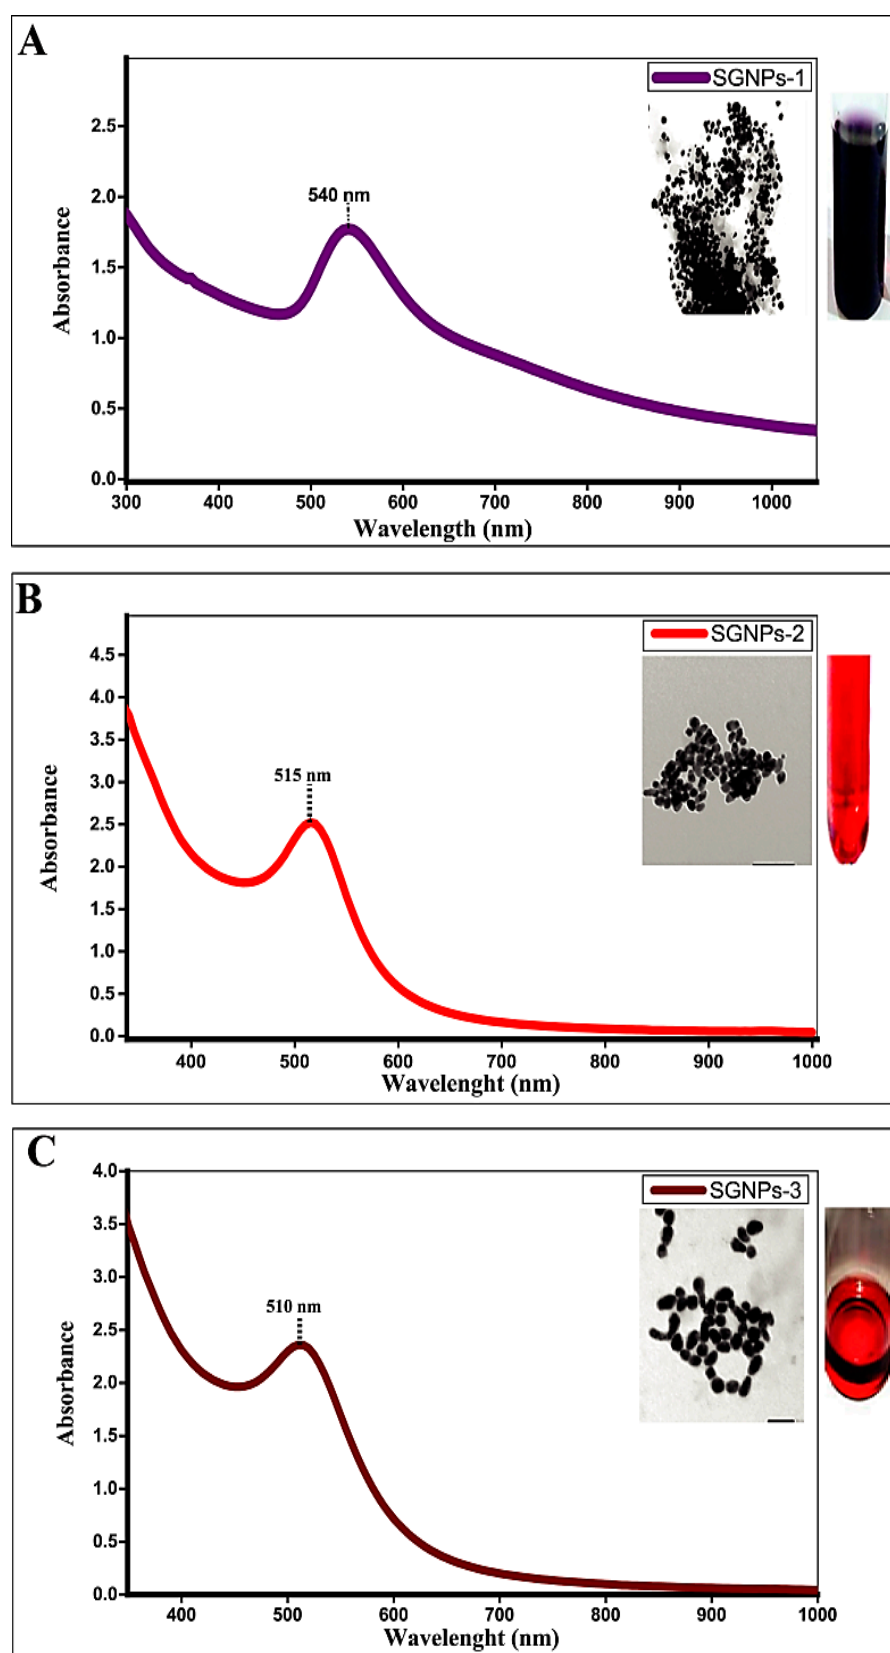 A
SGNPs-1
540 nm
2.5
2.0
1.5
1.0
0.5
0.0
Absorbance
300 400 500 600 700 800 900 1000
Wavelength (nm)
B
SGNPs-2
515 nm
4.5
4.0
3.5
3.0
2.5
2.0
1.5
1.0
0.5
0.0
Absorbance
400 500 600 700 800 900 1000
Wavelenght (nm)
C
SGNPs-3
510 nm
4.0
3.5
3.0
2.5
2.0
1.5
1.0
0.5
0.0
Absorbance
400 500 600 700 800 900 1000
Wavelenght (nm)